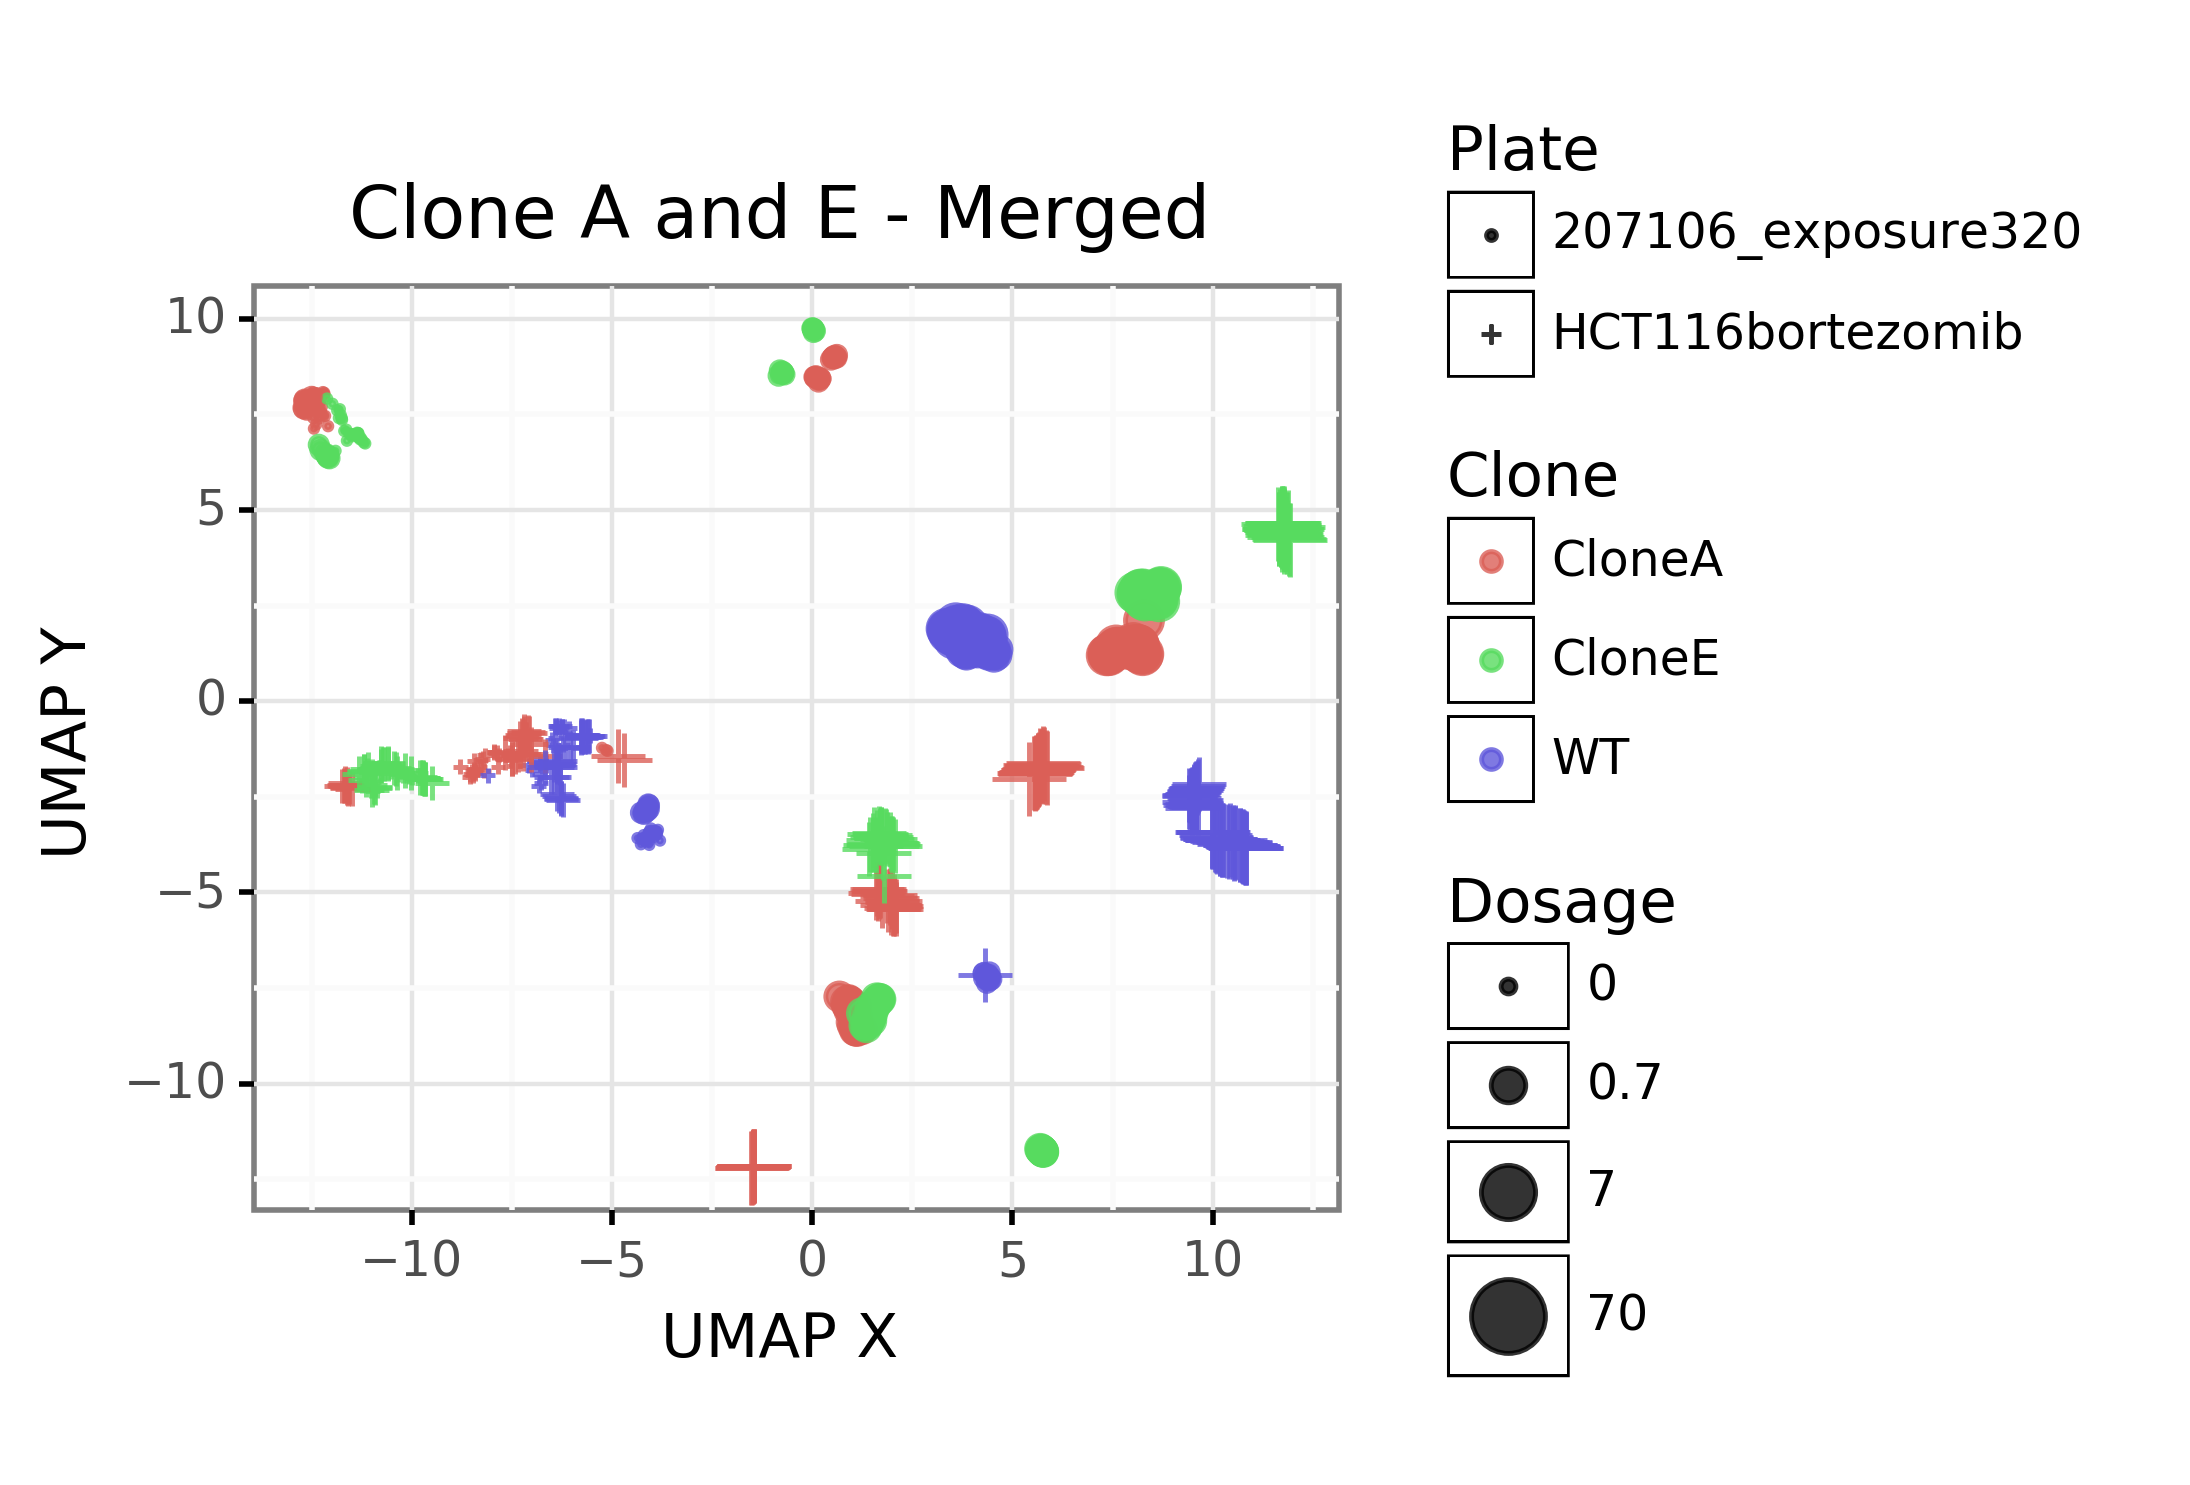 Clone A and E - Merged
UMAP Y
10
5
0
−5
−10
−10
−5
0
5
10
UMAP X
Plate
207106_exposure320
HCT116bortezomib
Clone
CloneA
CloneE
WT
Dosage
0
0.7
7
70